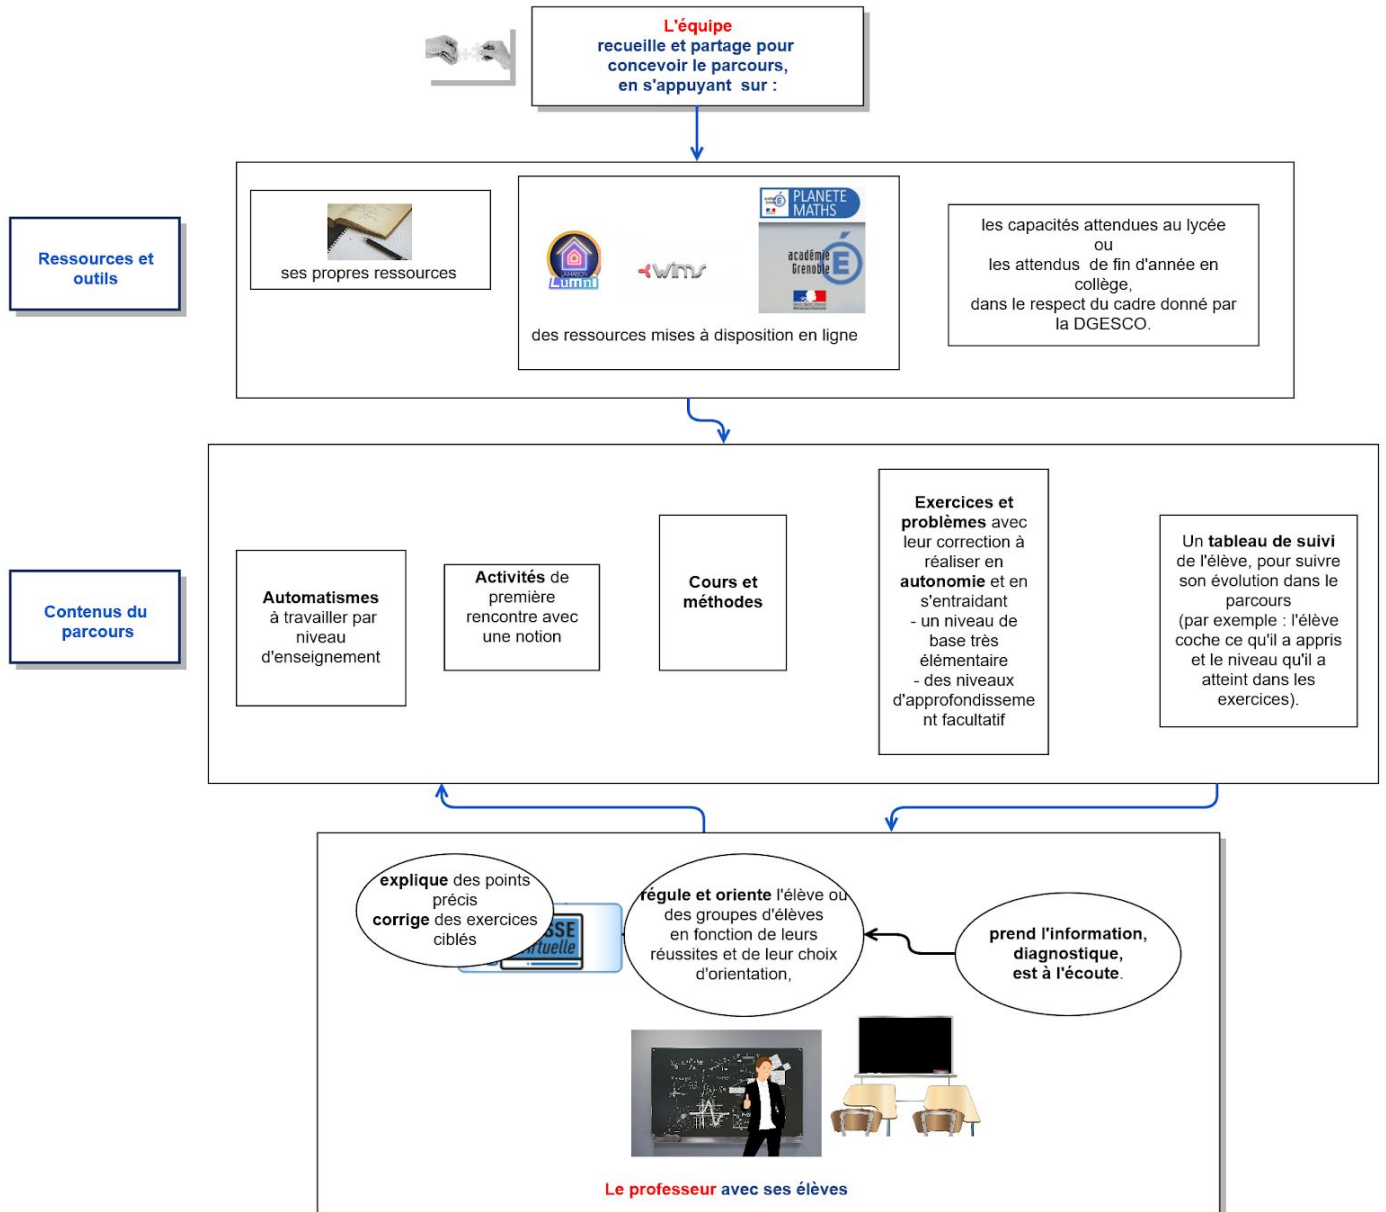 L'équipe
recueille et partage pour
concevoir le parcours,
en s'appuyant sur :
Ressources et
outils
ses propres ressources
LAMAISON
Lumni
wims
PLANÈTE
MATHS
académie
Grenoble
des ressources mises à disposition en ligne
les capacités attendues au lycée
ou
les attendus de fin d'année en
collège,
dans le respect du cadre donné par
la DGESCO.
Contenus du
parcours
Automatismes
à travailler par
niveau
d'enseignement
Activités de
première
rencontre avec
une notion
Cours et
méthodes
Exercices et
problèmes avec
leur correction à
réaliser en
autonomie et en
s'entraidant
- un niveau de
base très
élémentaire
- des niveaux
d'approfondisseme
nt facultatif
Un tableau de suivi
de l'élève, pour suivre
son évolution dans le
parcours
(par exemple : l'élève
coche ce qu'il a appris
et le niveau qu'il a
atteint dans les
exercices).
explique des points
précis
corrige des exercices
ciblés
SSE
irtuelle
régule et oriente l'élève ou
des groupes d'élèves
en fonction de leurs
réussites et de leur choix
d'orientation,
prend l'information,
diagnostique,
est à l'écoute.
Le professeur avec ses élèves